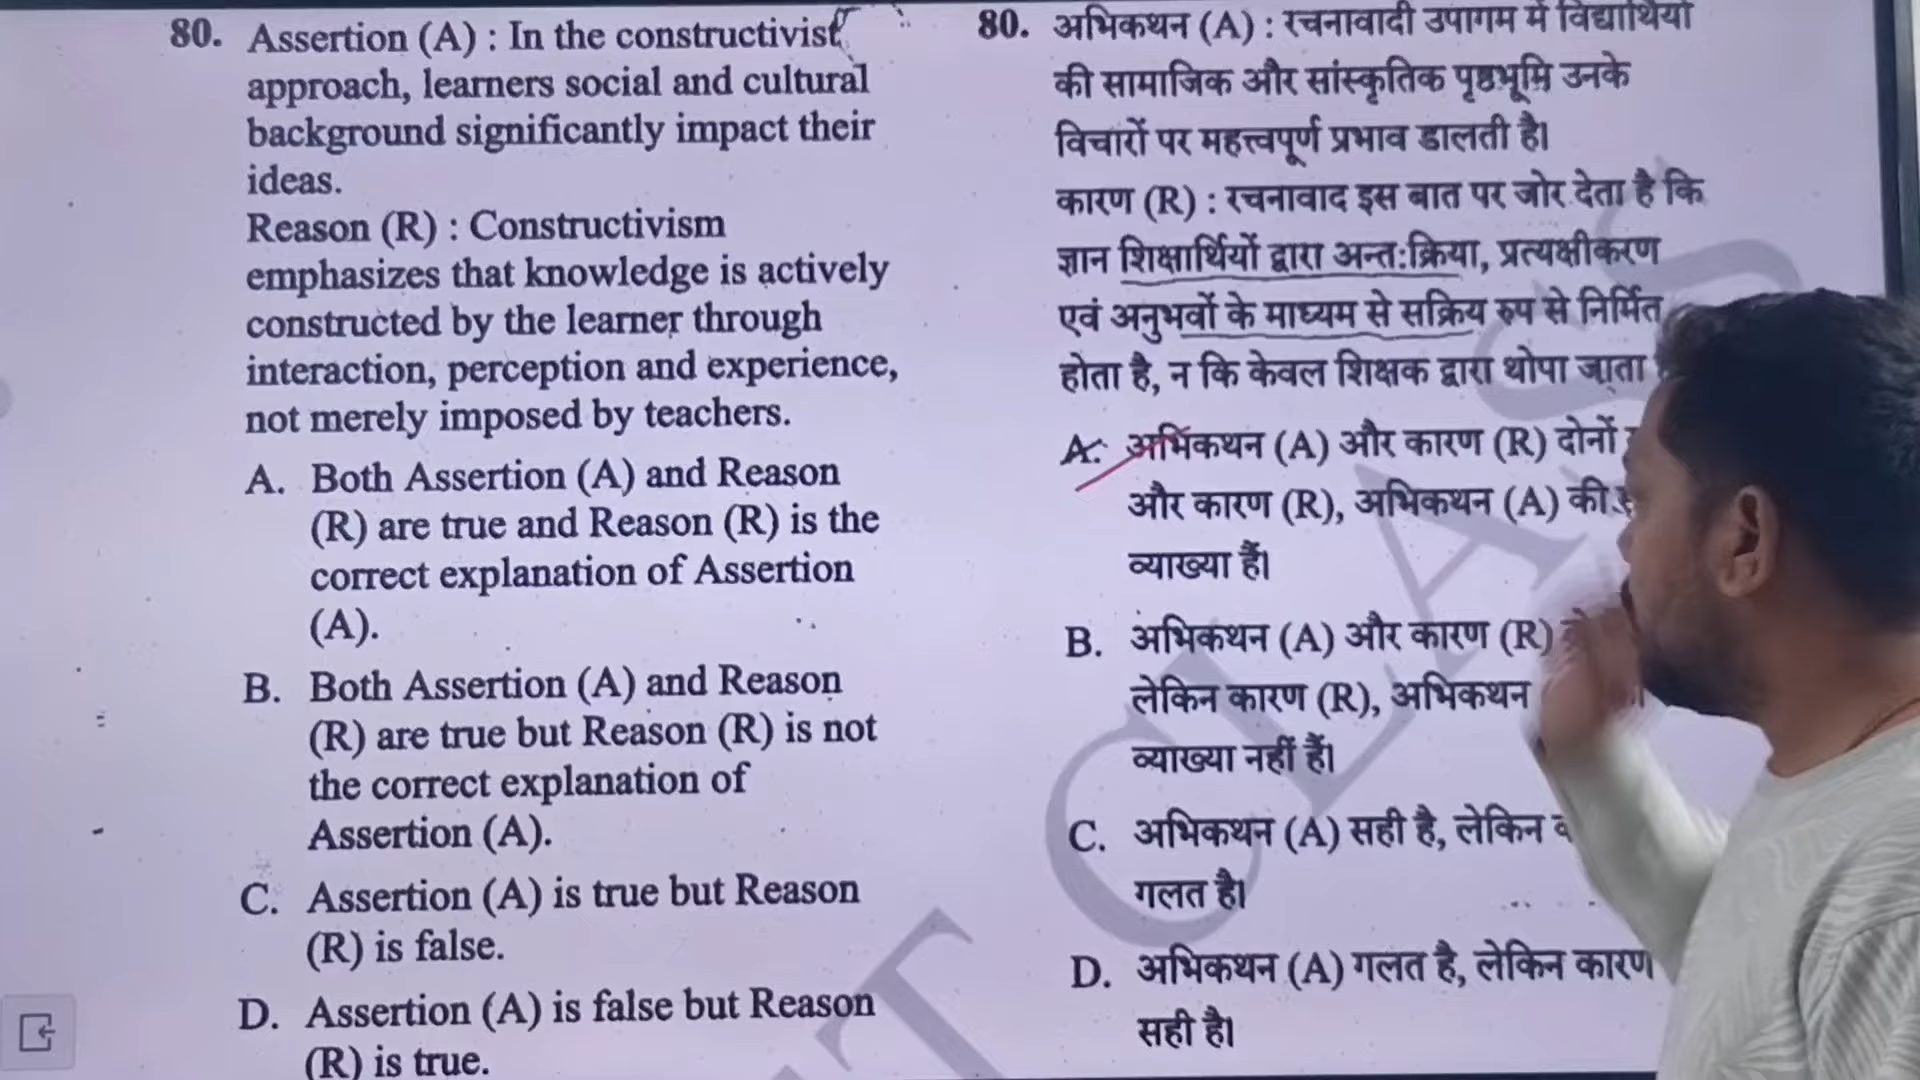 80. Assertion (A) : In the constructivist
approach, learners social and cultural
background significantly impact their
ideas.
Reason (R) : Constructivism
emphasizes that knowledge is actively
constructed by the learner through
interaction, perception and experience,
not merely imposed by teachers.
A. Both Assertion (A) and Reason
(R) are true and Reason (R) is the
correct explanation of Assertion
(A).
B. Both Assertion (A) and Reason
(R) are true but Reason (R) is not
the correct explanation of
Assertion (A).
C. Assertion (A) is true but Reason
(R) is false.
D. Assertion (A) is false but Reason
(R) is true.
80. अभिकथन (A) : रचनावादी उपागम में विद्यार्थियों
की सामाजिक और सांस्कृतिक पृष्ठभूमि उनके
विचारों पर महत्त्वपूर्ण प्रभाव डालती है।
कारण (R) : रचनावाद इस बात पर जोर देता है कि
ज्ञान शिक्षार्थियों द्वारा अन्त:क्रिया, प्रत्यक्षीकरण
एवं अनुभवों के माध्यम से सक्रिय रुप से निर्मित
होता है, न कि केवल शिक्षक द्वारा थोपा जाता
A. अभिकथन (A) और कारण (R) दोनों
और कारण (R), अभिकथन (A) की
व्याख्या हैं।
B. अभिकथन (A) और कारण (R)
लेकिन कारण (R), अभिकथन
व्याख्या नहीं हैं।
C. अभिकथन (A) सही है, लेकिन
गलत है।
D. अभिकथन (A) गलत है, लेकिन कारण
सही है।